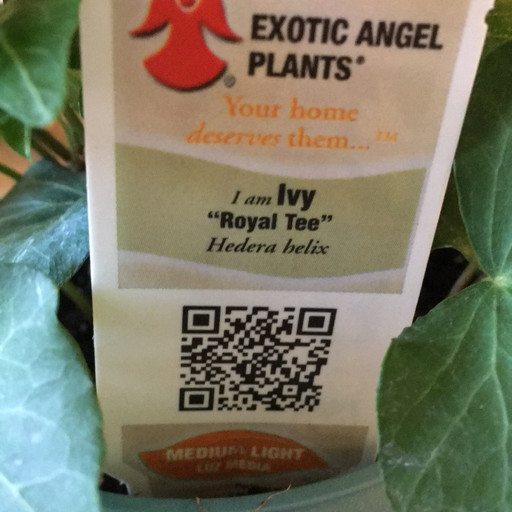 EXOTIC ANGEL
PLANTS®
Your home
deserves them...™
I am Ivy
"Royal Tee"
Hedera helix
MEDIUM LIGHT
LUZ MEDIA